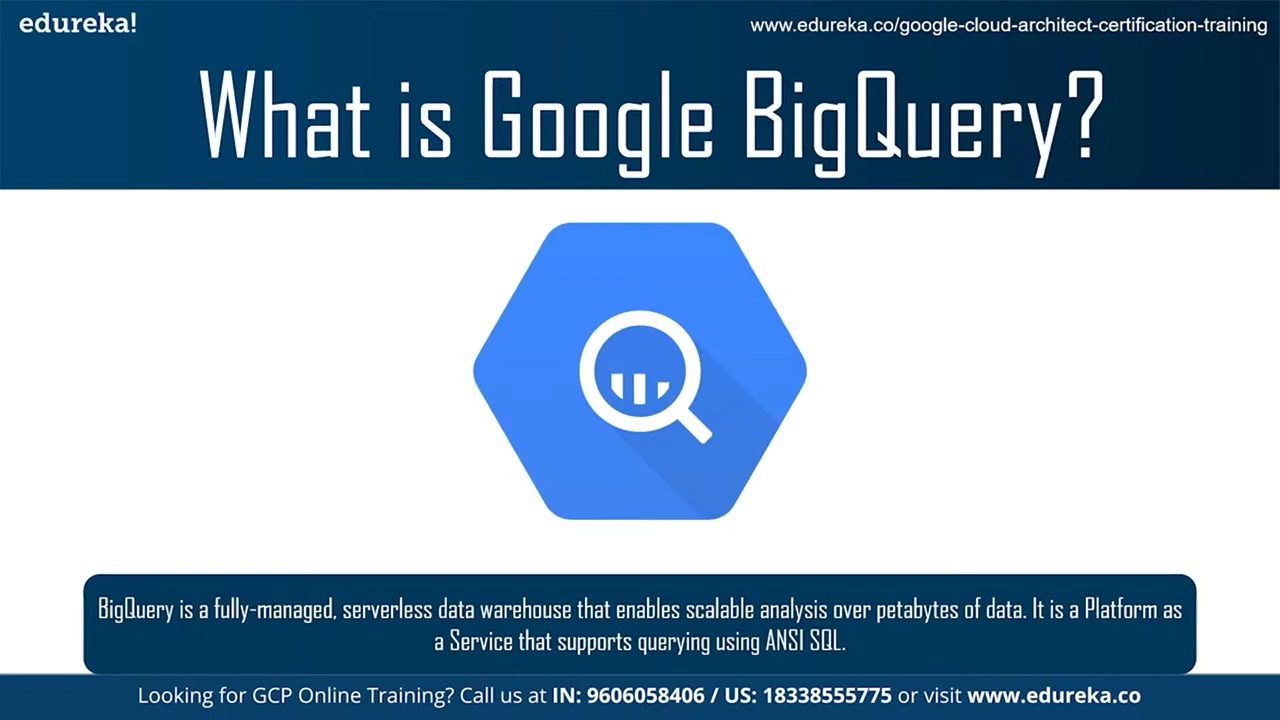 edureka!
www.edureka.co/google-cloud-architect-certification-training
What is Google BigQuery?
BigQuery is a fully-managed, serverless data warehouse that enables scalable analysis over petabytes of data. It is a Platform as
a Service that supports querying using ANSI SQL.
Looking for GCP Online Training? Call us at IN: 9606058406 / US: 18338555775 or visit www.edureka.co